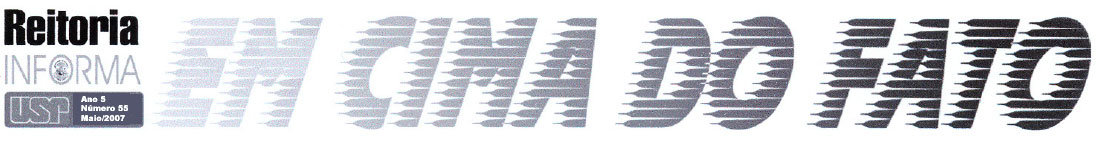 Reitoria
INFORMA
USP
Ano 5
Número 55
Maio/2007
EM CIMA DO FATO